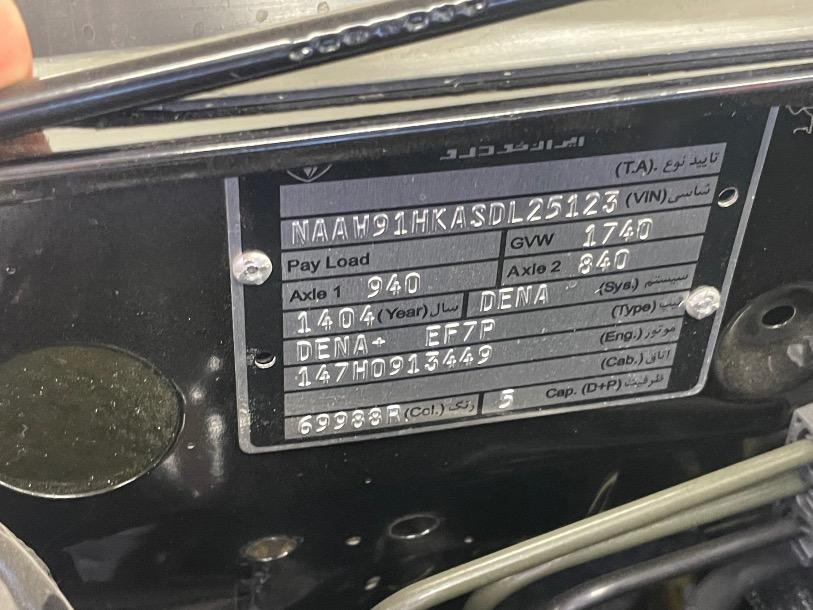 ایران خودرو
تایید نوع .(T.A)
NAAW91HKASDL25123 (VIN) شاسی
Pay Load GVW 1740
Axle 1 940 Axle 2 840
1404 (Year) سال DENA (Sys.) سیستم
DENA+ EF7P (Type) تیپ
147H0913449 (Eng.) موتور
(Cab.) اتاق
69988R (Col.) رنگ 5 Cap. (D+P) ظرفیت